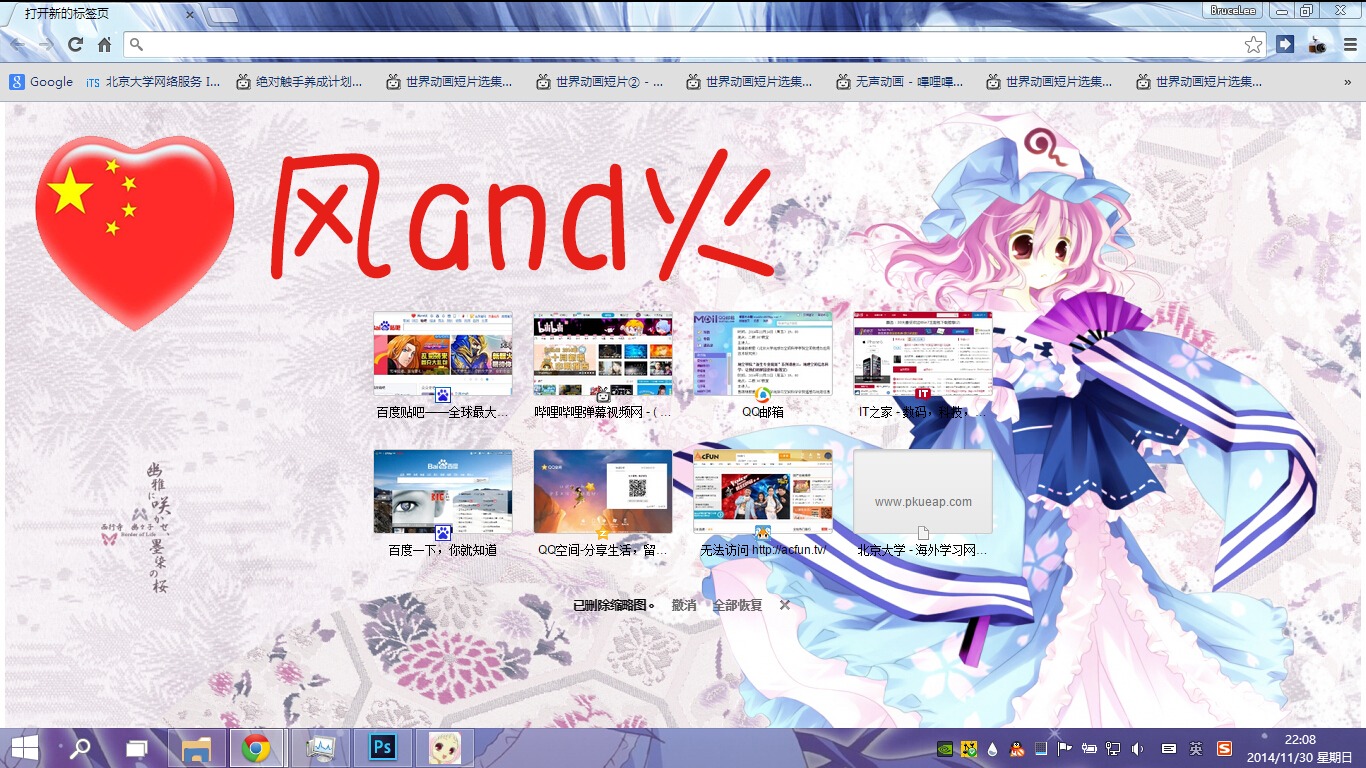 打开新的标签页
BruceLee
Google
iTS 北京大学网络服务 I...
绝对触手养成计划...
世界动画短片选集...
世界动画短片② - ...
世界动画短片选集...
无声动画 - 哔哩哔...
世界动画短片选集...
世界动画短片选集...
»
风and火
百度贴吧——全球最大...
哔哩哔哩弹幕视频网 - ( ...
QQ邮箱
IT之家 - 数码，科技，...
www.pkueap.com
百度一下，你就知道
QQ空间-分享生活，留...
无法访问 http://acfun.tv/
北京大学 - 海外学习网...
幽雅に咲かせ、墨染の桜
Border of Life
已删除缩略图。 撤消 全部恢复
Ps
英
22:08
2014/11/30 星期日